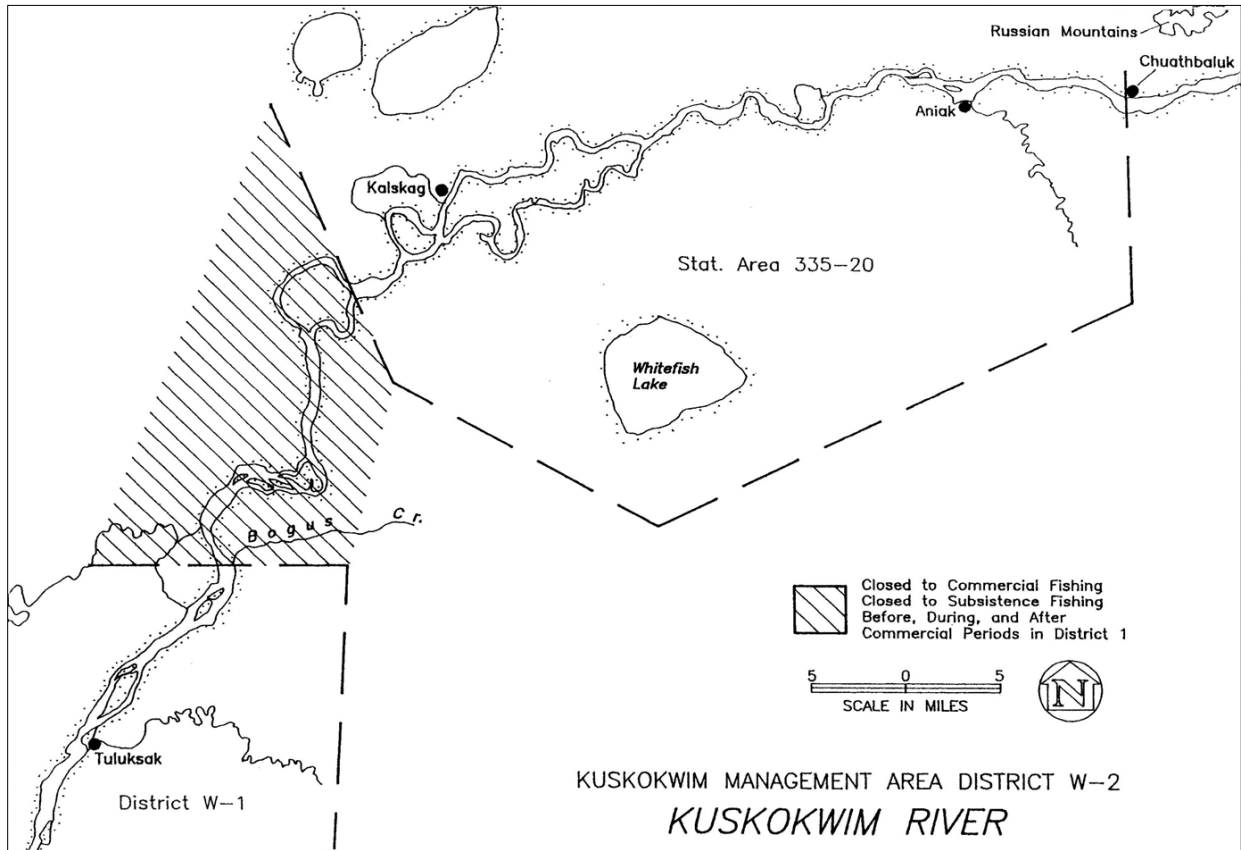 Russian Mountains
Chuathbaluk
Aniak
Kalskag
Stat. Area 335-20
Whitefish
Lake
Bogus Cr.
Closed to Commercial Fishing
Closed to Subsistence Fishing
Before, During, and After
Commercial Periods in District 1
5 0 5
SCALE IN MILES
N
Tuluksak
District W-1
KUSKOKWIM MANAGEMENT AREA DISTRICT W-2
KUSKOKWIM RIVER